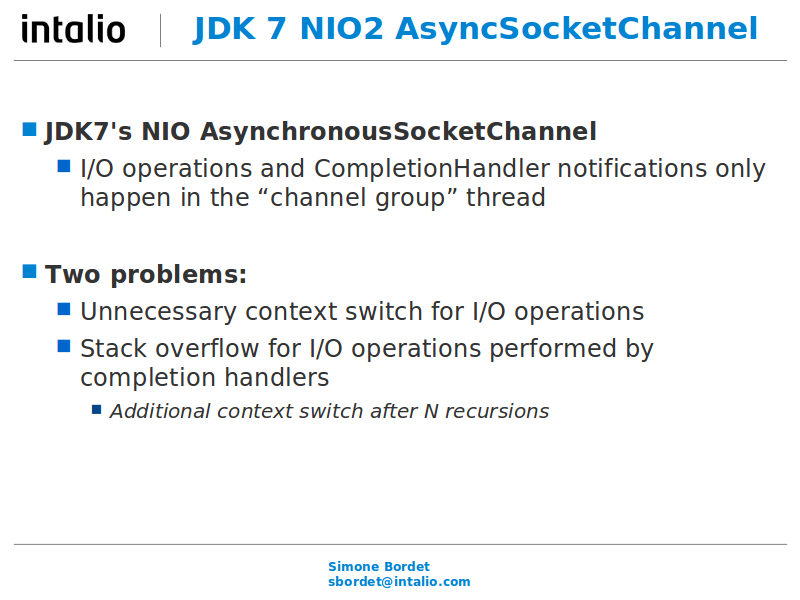 intalio
JDK 7 NIO2 AsyncSocketChannel
JDK7's NIO AsynchronousSocketChannel
I/O operations and CompletionHandler notifications only
happen in the “channel group” thread
Two problems:
Unnecessary context switch for I/O operations
Stack overflow for I/O operations performed by
completion handlers
Additional context switch after N recursions
Simone Bordet
sbordet@intalio.com